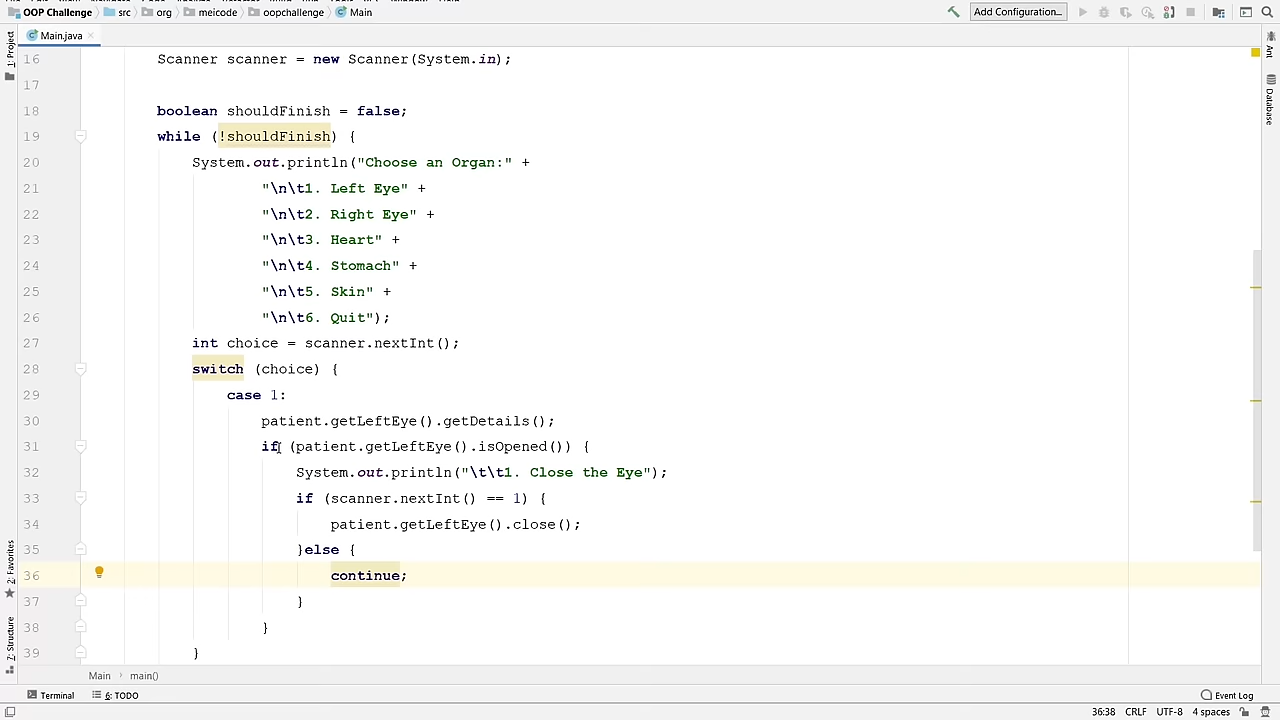 OOP Challenge src org meicode oopchallenge Main Add Configuration...
Main.java
1: Project
Ant
Database
16 Scanner scanner = new Scanner(System.in);
17
18 boolean shouldFinish = false;
19 while (!shouldFinish) {
20 System.out.println("Choose an Organ:" +
21 "\n\t1. Left Eye" +
22 "\n\t2. Right Eye" +
23 "\n\t3. Heart" +
24 "\n\t4. Stomach" +
25 "\n\t5. Skin" +
26 "\n\t6. Quit");
27 int choice = scanner.nextInt();
28 switch (choice) {
29 case 1:
30 patient.getLeftEye().getDetails();
31 if (patient.getLeftEye().isOpened()) {
32 System.out.println("\t\t1. Close the Eye");
33 if (scanner.nextInt() == 1) {
34 patient.getLeftEye().close();
35 }else {
36 continue;
37 }
38 }
39 }
2: Favorites
7: Structure
Main main()
Terminal 6: TODO Event Log
36:38 CRLF UTF-8 4 spaces